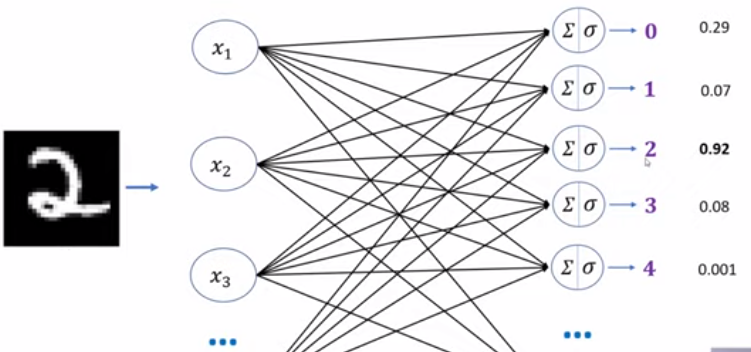 x₁ Σ σ 0 0.29
Σ σ 1 0.07
x₂ Σ σ 2 0.92
Σ σ 3 0.08
x₃ Σ σ 4 0.001
... ...